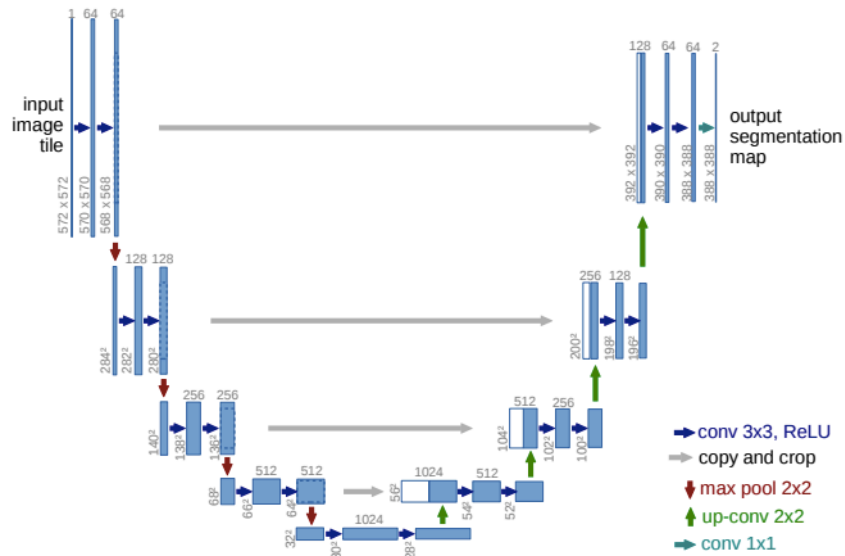 1
64
64
input
image
tile
572 x 572
570 x 570
568 x 568
128
64
64
2
output
segmentation
map
392 x 392
390 x 390
388 x 388
388 x 388
128
128
284²
282²
280²
256
128
200²
198²
196²
256
256
140²
138²
136²
512
256
104²
102²
100²
512
512
68²
66²
64²
1024
512
56²
54²
52²
1024
32²
conv 3x3, ReLU
copy and crop
max pool 2x2
up-conv 2x2
conv 1x1